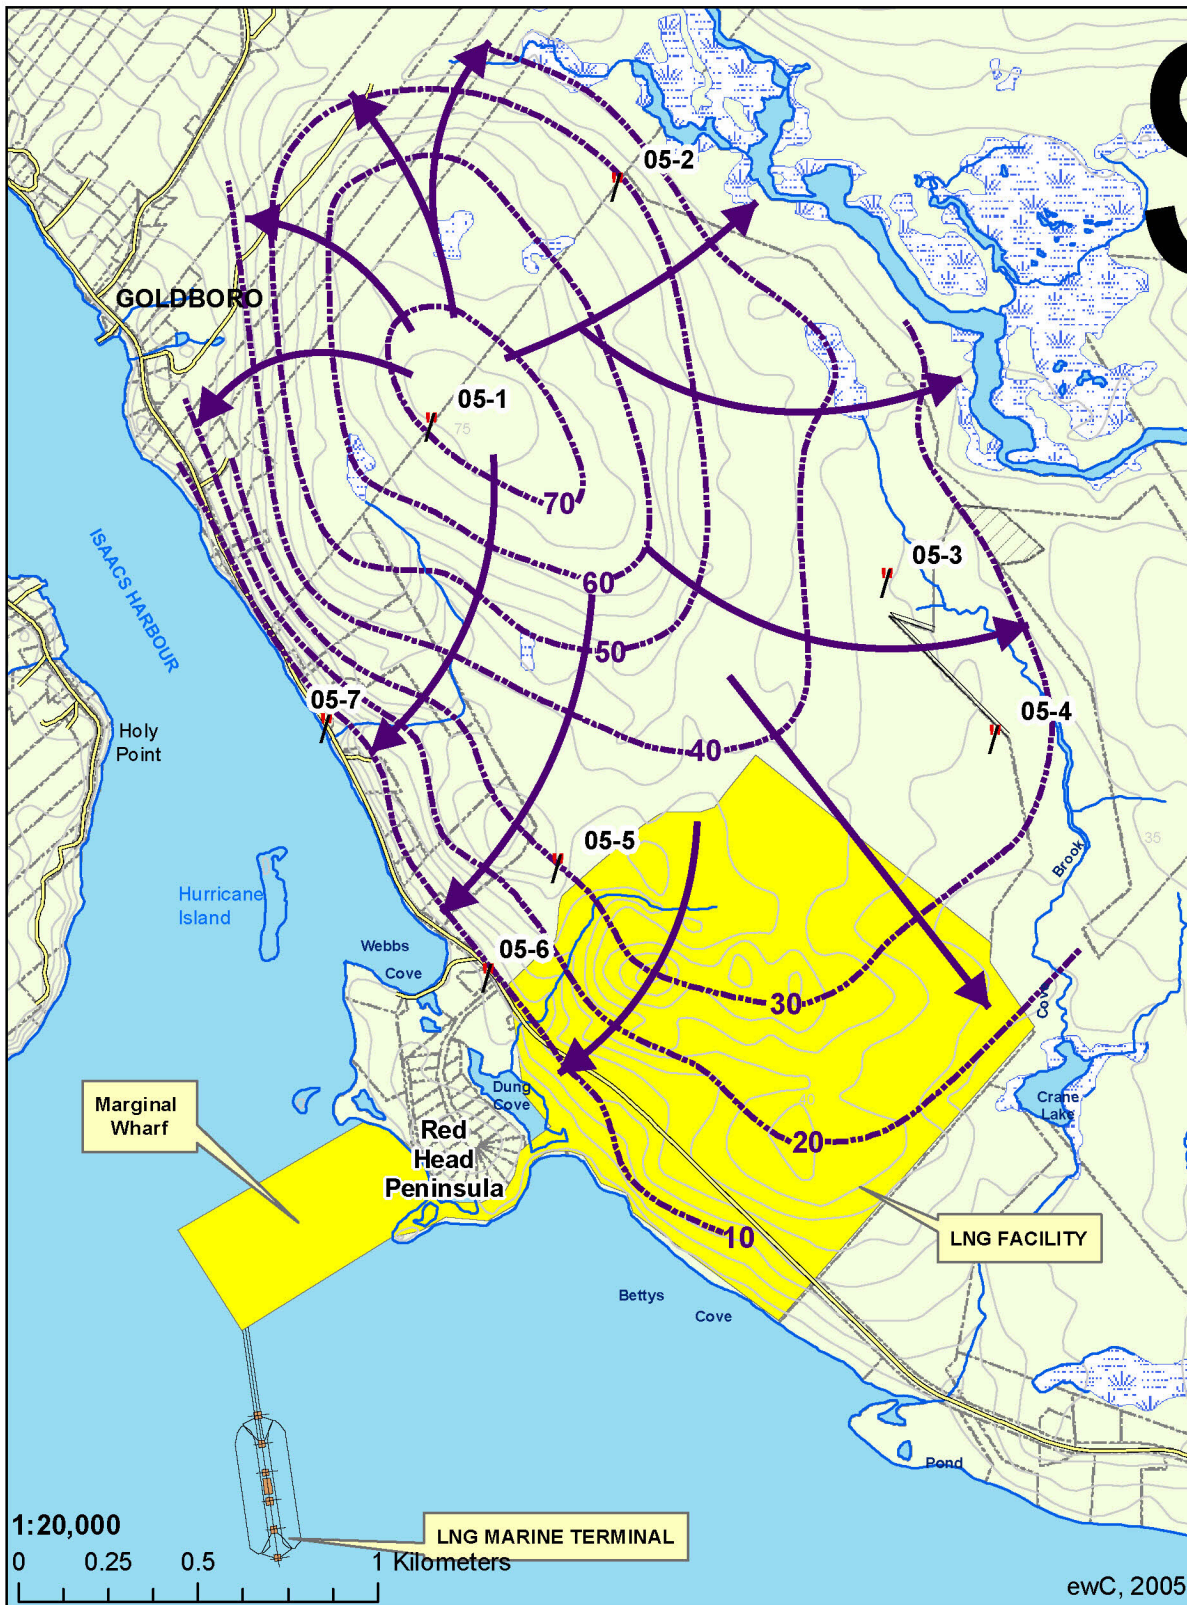 05-2
GOLDBORO
05-1
75
70
ISAACS HARBOUR
05-3
60
50
05-7
05-4
Holy
Point
40
35
05-5
Brook
Hurricane
Island
Webbs
Cove
05-6
30
Cove
Marginal
Wharf
Dung
Cove
40
Crane
Lake
Red
Head
Peninsula
20
10
LNG FACILITY
Bettys
Cove
Pond
1:20,000
LNG MARINE TERMINAL
0 0.25 0.5 1 Kilometers
ewC, 2005